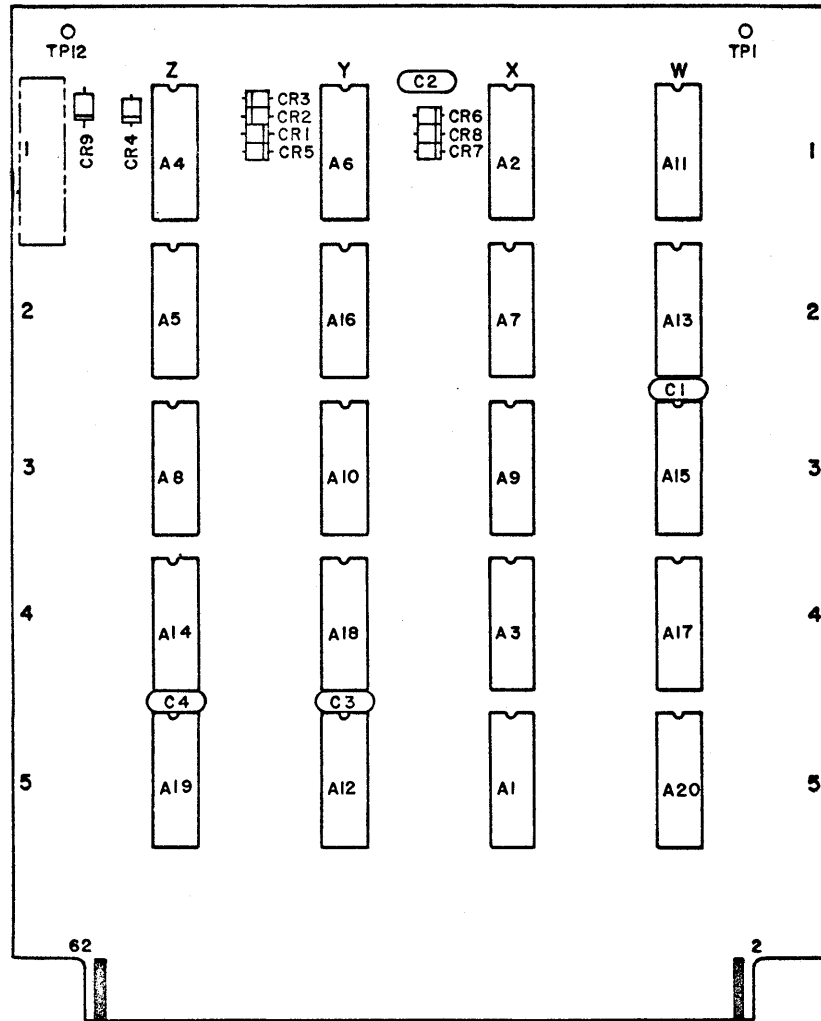 TP12 TP1
Z Y X W
C2
CR9 CR4 CR3 CR6
CR2 CR8
CR1 CR7
CR5
1 A4 A6 A2 A11 1
2 A5 A16 A7 A13 2
C1
3 A8 A10 A9 A15 3
4 A14 A18 A3 A17 4
C4 C3
5 A19 A12 A1 A20 5
62 2